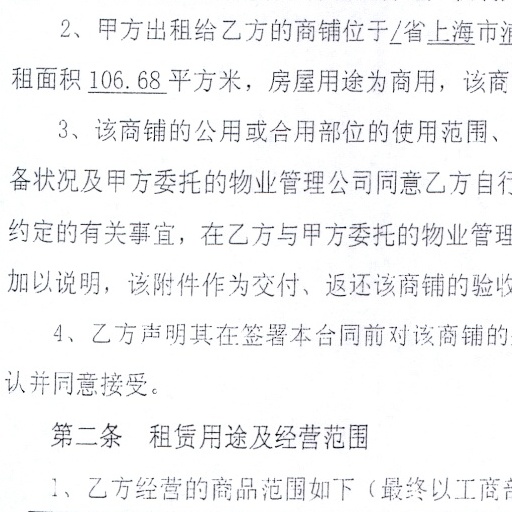 2、甲方出租给乙方的商铺位于/省上海市浦
租面积 106.68 平方米，房屋用途为商用，该商
3、该商铺的公用或合用部位的使用范围、
备状况及甲方委托的物业管理公司同意乙方自行
约定的有关事宜，在乙方与甲方委托的物业管理
加以说明，该附件作为交付、返还该商铺的验收
4、乙方声明其在签署本合同前对该商铺的
认并同意接受。
第二条 租赁用途及经营范围
1、乙方经营的商品范围如下（最终以工商部